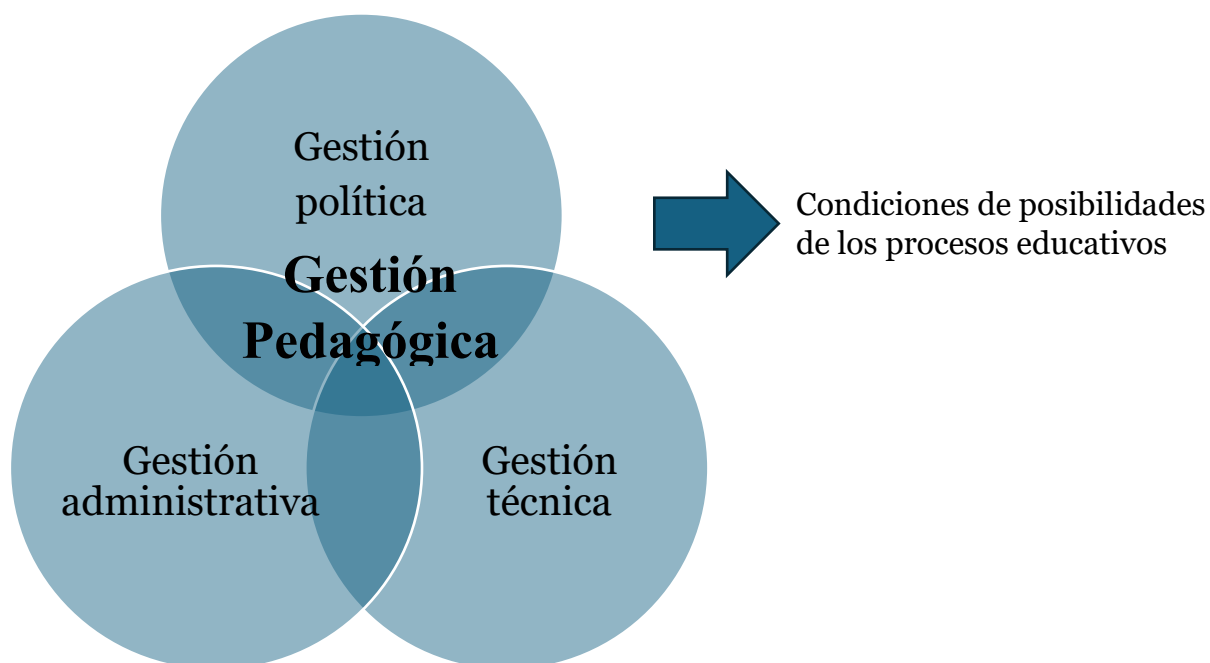 Gestión
política
Gestión
Pedagógica
Condiciones de posibilidades
de los procesos educativos
Gestión
administrativa
Gestión
técnica